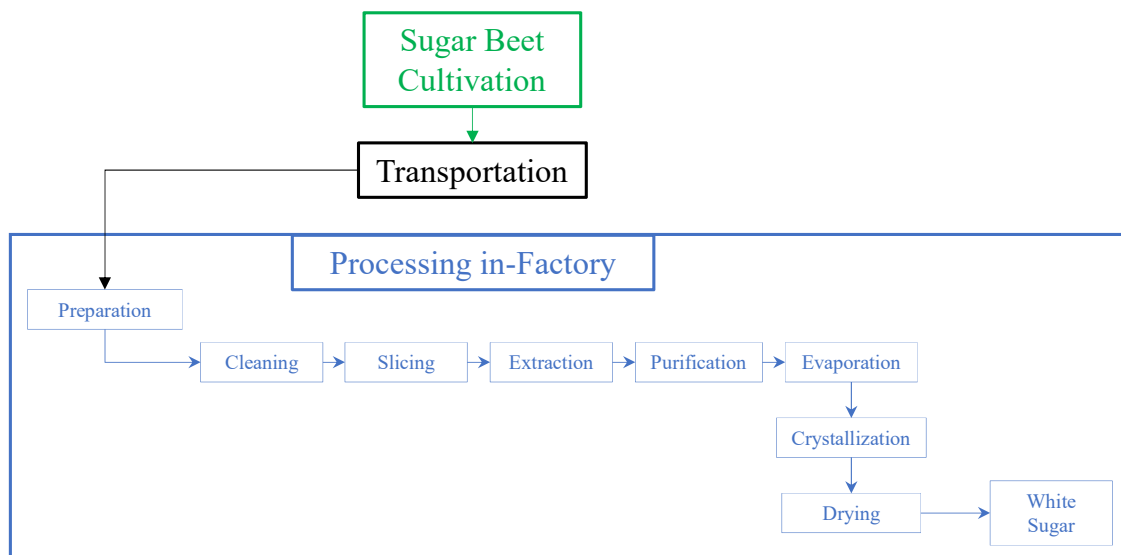 Sugar Beet
Cultivation
Transportation
Processing in-Factory
Preparation
Cleaning
Slicing
Extraction
Purification
Evaporation
Crystallization
Drying
White
Sugar